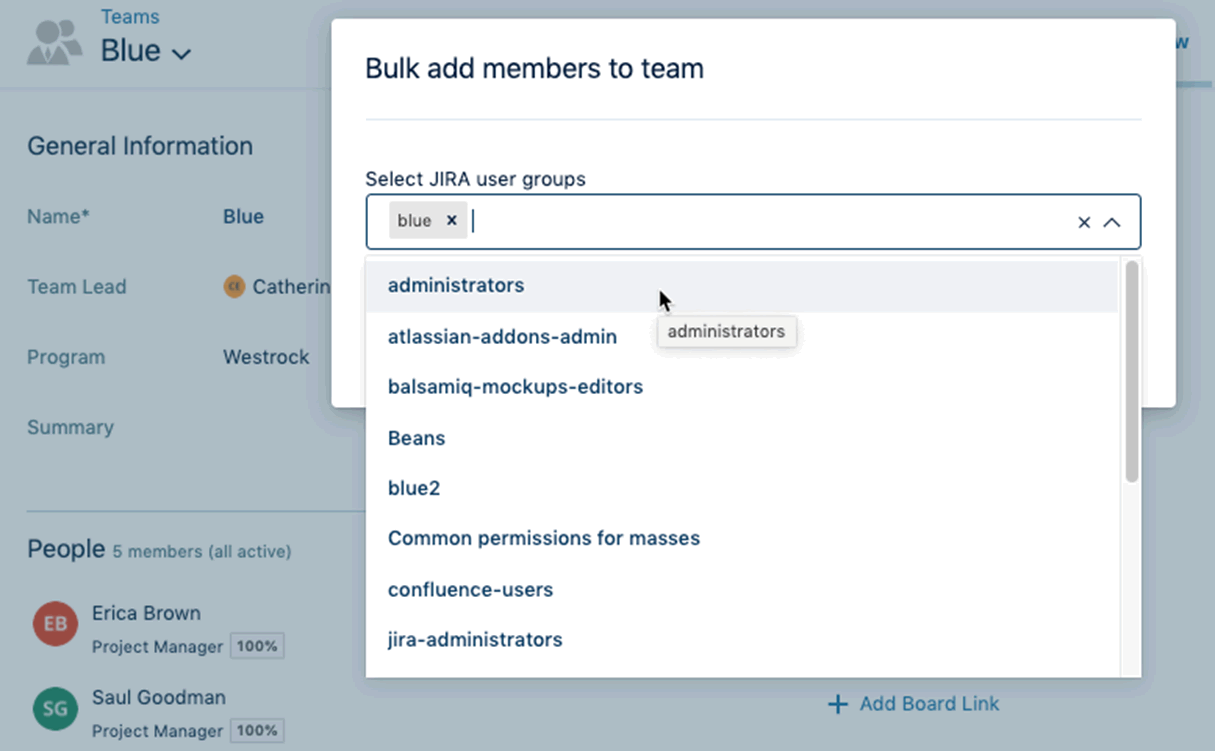 Teams
Blue
General Information
Name* Blue
Team Lead CE Catherin
Program Westrock
Summary
People 5 members (all active)
EB Erica Brown
Project Manager 100%
SG Saul Goodman
Project Manager 100%
w
Bulk add members to team
Select JIRA user groups
blue ×
administrators
administrators
atlassian-addons-admin
balsamiq-mockups-editors
Beans
blue2
Common permissions for masses
confluence-users
jira-administrators
+ Add Board Link